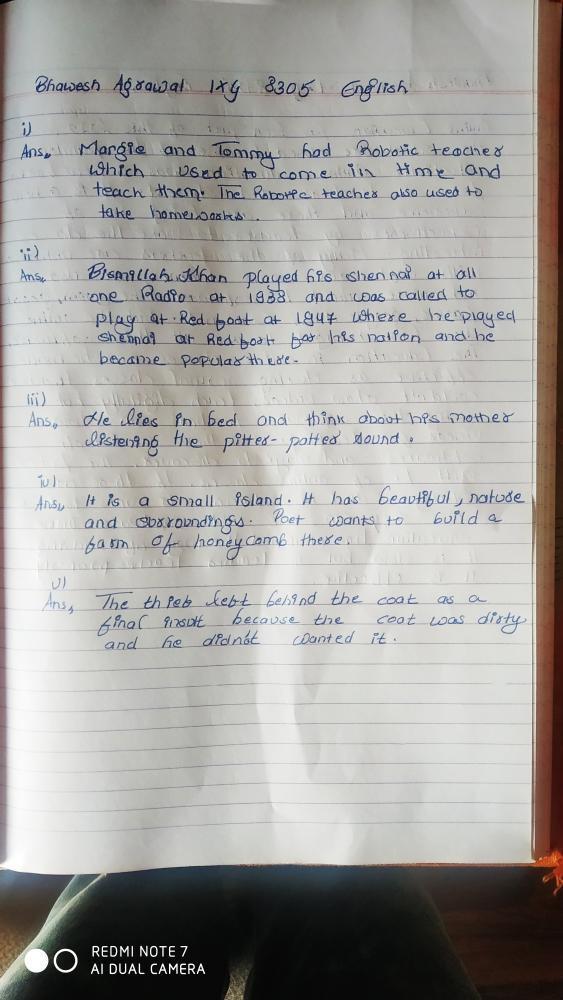 Bhawesh Agrawal IXG 8305 English
i)
Ans, Margie and Tommy had Robotic teacher
which used to come in time and
teach them. The Robotic teacher also used to
take homeworks.
ii)
Ans, Bismillah Khan played his shennai at all
one Radio at 1938 and was called to
play at Red fort at 1947 where he played
shennai at Red fort for his nation and he
became popular there.
iii)
Ans, He lies in bed and think about his mother
listening the pitter-patter sound.
iv)
Ans, It is a small island. It has beautiful, nature
and surroundings. Poet wants to build a
farm of honeycomb there.
v)
Ans, The thief left behind the coat as a
final insult because the coat was dirty
and he didn't wanted it.
REDMI NOTE 7
AI DUAL CAMERA